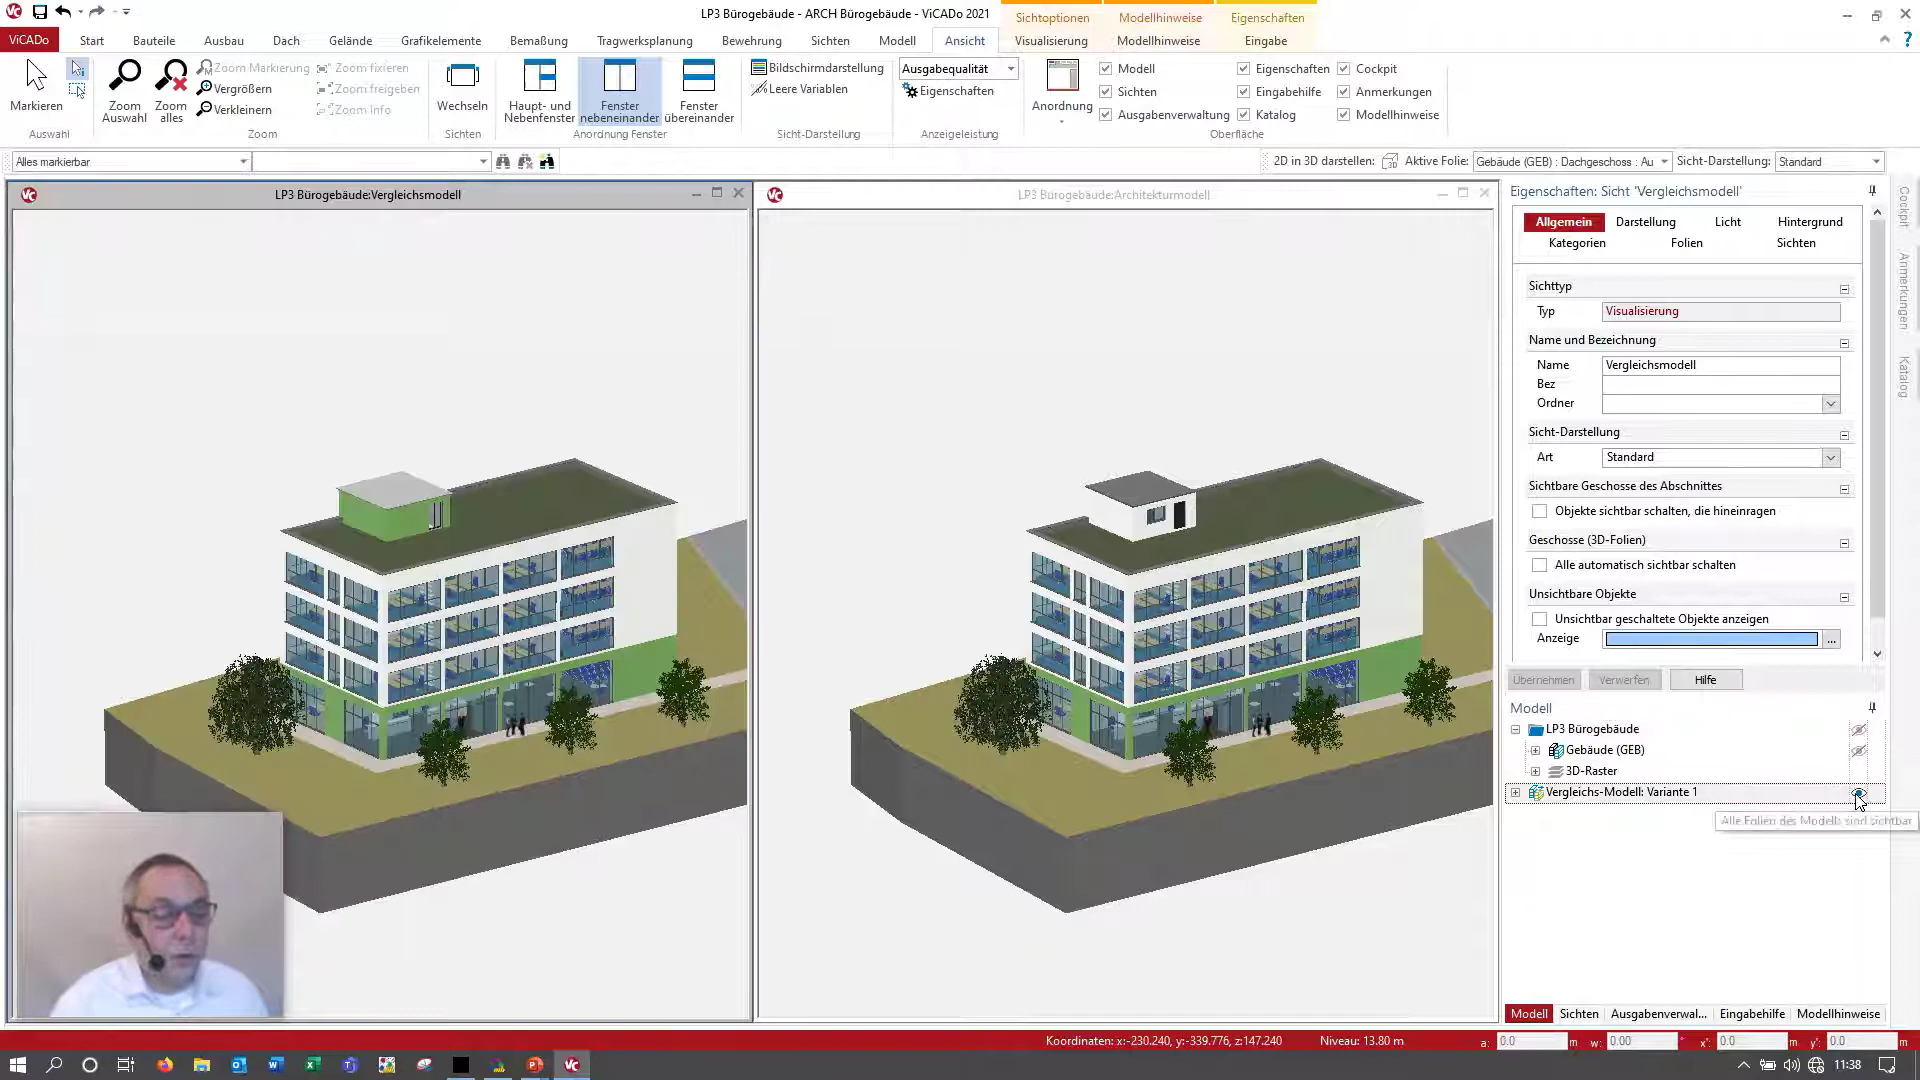 LP3 Bürogebäude - ARCH Bürogebäude - ViCADo 2021
Sichtoptionen
Modellhinweise
Eigenschaften
ViCADo
Start
Bauteile
Ausbau
Dach
Gelände
Grafikelemente
Bemaßung
Tragwerksplanung
Bewehrung
Sichten
Modell
Ansicht
Visualisierung
Modellhinweise
Eingabe
Markieren
Auswahl
Zoom Auswahl
Zoom alles
Zoom Markierung
Vergrößern
Verkleinern
Zoom fixieren
Zoom freigeben
Zoom Info
Zoom
Wechseln
Sichten
Haupt- und Nebenfenster
Fenster nebeneinander
Fenster übereinander
Anordnung Fenster
Bildschirmdarstellung
Leere Variablen
Sicht-Darstellung
Ausgabequalität
Eigenschaften
Anzeigeleistung
Anordnung
Modell
Sichten
Ausgabenverwaltung
Eigenschaften
Eingabehilfe
Katalog
Cockpit
Anmerkungen
Modellhinweise
Oberfläche
Alles markierbar
2D in 3D darstellen:
Aktive Folie:
Gebäude (GEB) : Dachgeschoss : Au
Sicht-Darstellung:
Standard
LP3 Bürogebäude:Vergleichsmodell
LP3 Bürogebäude:Architekturmodell
Eigenschaften: Sicht 'Vergleichsmodell'
Allgemein
Darstellung
Licht
Hintergrund
Kategorien
Folien
Sichten
Sichttyp
Typ
Visualisierung
Name und Bezeichnung
Name
Vergleichsmodell
Bez
Ordner
Sicht-Darstellung
Art
Standard
Sichtbare Geschosse des Abschnittes
Objekte sichtbar schalten, die hineinragen
Geschosse (3D-Folien)
Alle automatisch sichtbar schalten
Unsichtbare Objekte
Unsichtbar geschaltete Objekte anzeigen
Anzeige
...
Übernehmen
Verwerfen
Hilfe
Modell
LP3 Bürogebäude
Gebäude (GEB)
3D-Raster
Vergleichs-Modell: Variante 1
Alle Folien des Modells sind sichtbar
Cockpit
Anmerkungen
Katalog
Modell
Sichten
Ausgabenverwal...
Eingabehilfe
Modellhinweise
Koordinaten: x:-230.240, y:-339.776, z:147.240
Niveau: 13.80 m
a: 0.0 m
w: 0.00 °
x' 0.0 m
y' 0.0 m
11:38